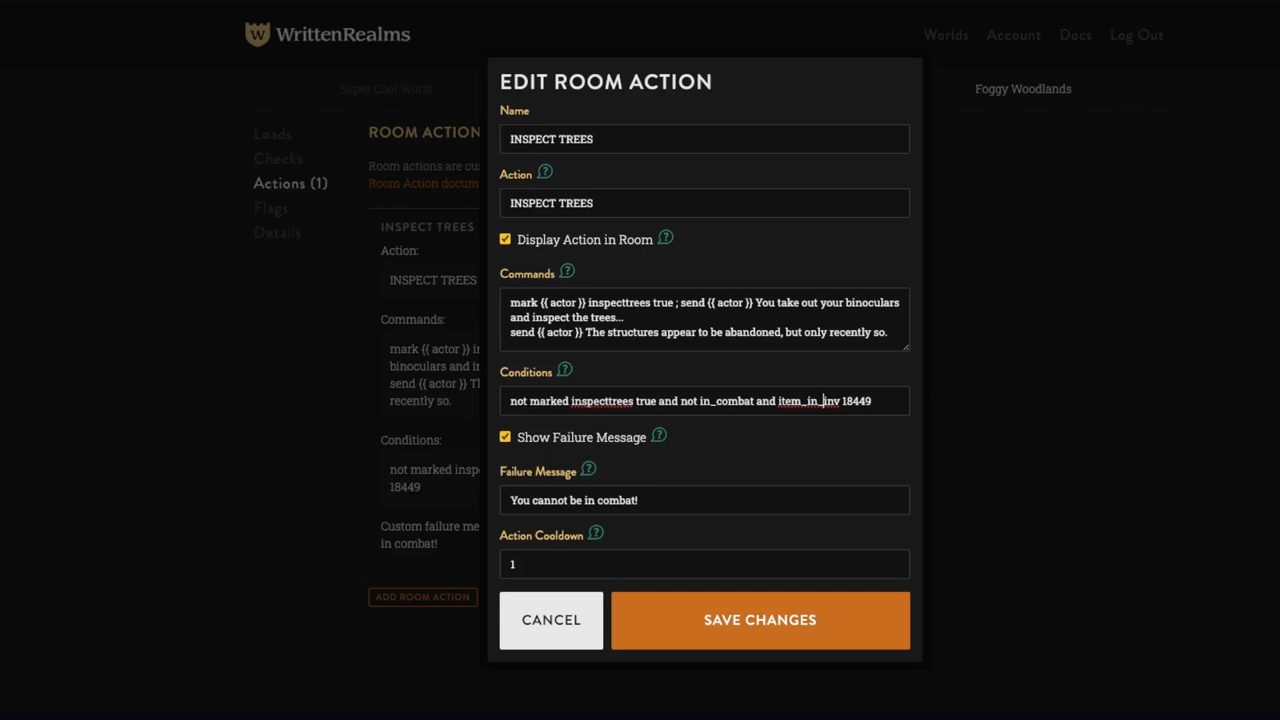 WrittenRealms
Worlds Account Docs Log Out
Super Cool World
Foggy Woodlands
Loads
Checks
Actions (1)
Flags
Details
ROOM ACTION
Room actions are cus
Room Action docum
INSPECT TREES
Action:
INSPECT TREES
Commands:
mark {{ actor }} in
binoculars and in
send {{ actor }} Th
recently so.
Conditions:
not marked inspe
18449
Custom failure me
in combat!
ADD ROOM ACTION
EDIT ROOM ACTION
Name
INSPECT TREES
Action
INSPECT TREES
Display Action in Room
Commands
mark {{ actor }} inspecttrees true ; send {{ actor }} You take out your binoculars
and inspect the trees...
send {{ actor }} The structures appear to be abandoned, but only recently so.
Conditions
not marked inspecttrees true and not in_combat and item_in_inv 18449
Show Failure Message
Failure Message
You cannot be in combat!
Action Cooldown
1
CANCEL
SAVE CHANGES